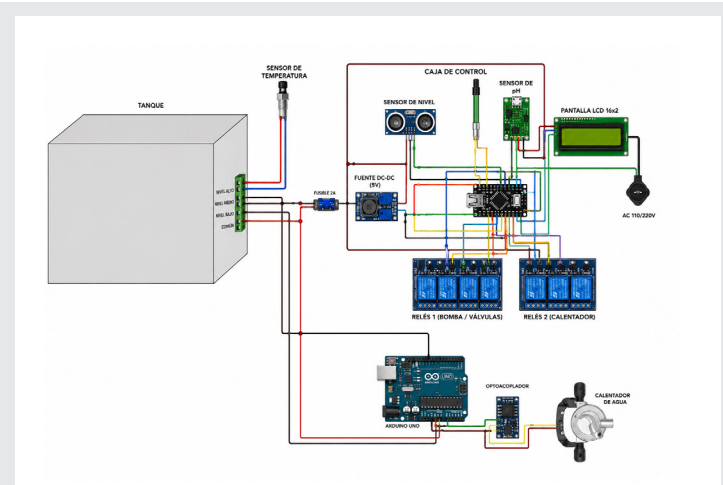 SENSOR DE
TEMPERATURA
TANQUE
CAJA DE CONTROL
SENSOR DE
pH
SENSOR DE NIVEL
PANTALLA LCD 16x2
NIVEL ALTO
NIVEL MEDIO
NIVEL BAJO
COMÚN
FUSIBLE 2A
FUENTE DC-DC
(5V)
AC 110/220V
RELÉS 1 (BOMBA / VÁLVULAS)
RELÉS 2 (CALENTADOR)
UNO
ARDUINO
ARDUINO UNO
OPTOACOPLADOR
CALENTADOR
DE AGUA